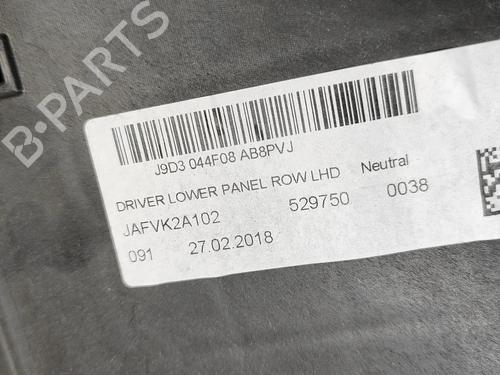 B-PARTS
J9D3 044F08 AB8PVJ
DRIVER LOWER PANEL ROW LHD Neutral
JAFVK2A102 529750 0038
091 27.02.2018